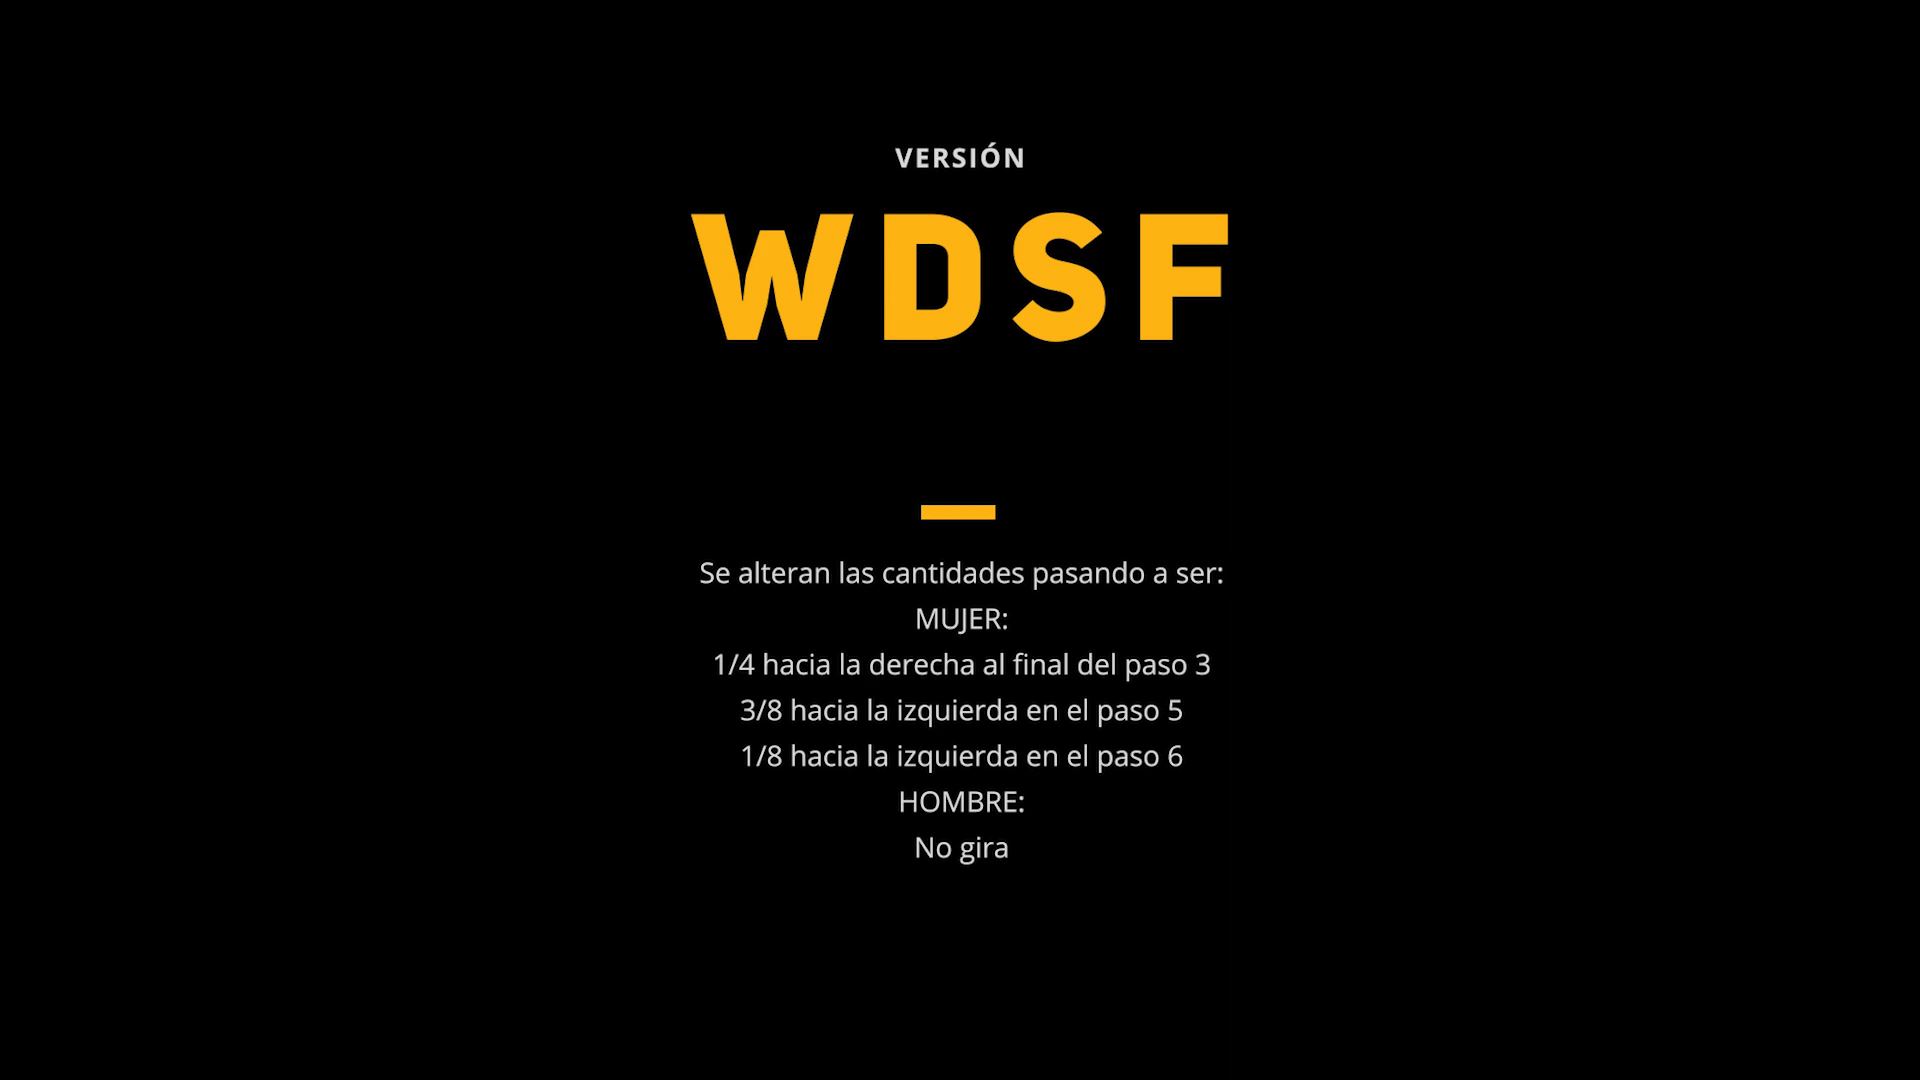 VERSIÓN
WDSF
Se alteran las cantidades pasando a ser:
MUJER:
1/4 hacia la derecha al final del paso 3
3/8 hacia la izquierda en el paso 5
1/8 hacia la izquierda en el paso 6
HOMBRE:
No gira